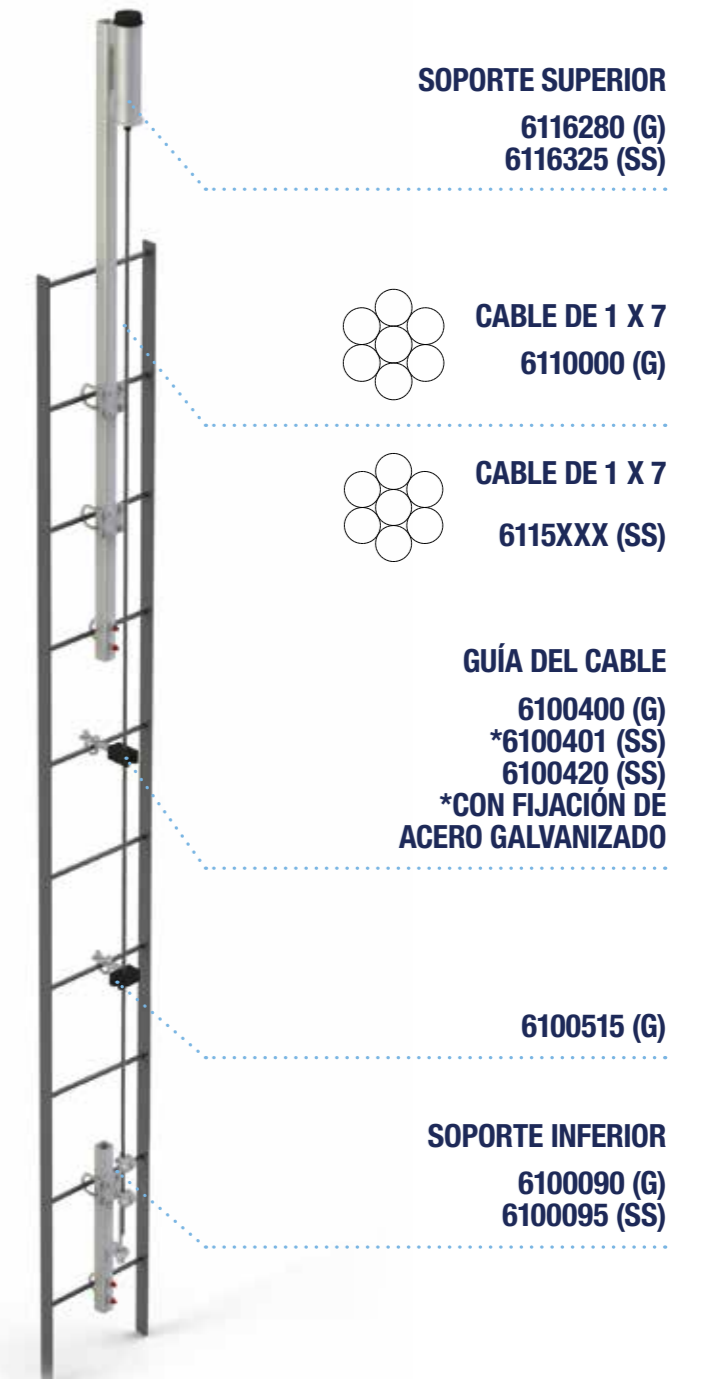 SOPORTE SUPERIOR
6116280 (G)
6116325 (SS)
CABLE DE 1 X 7
6110000 (G)
CABLE DE 1 X 7
6115XXX (SS)
GUÍA DEL CABLE
6100400 (G)
*6100401 (SS)
6100420 (SS)
*CON FIJACIÓN DE
ACERO GALVANIZADO
6100515 (G)
SOPORTE INFERIOR
6100090 (G)
6100095 (SS)